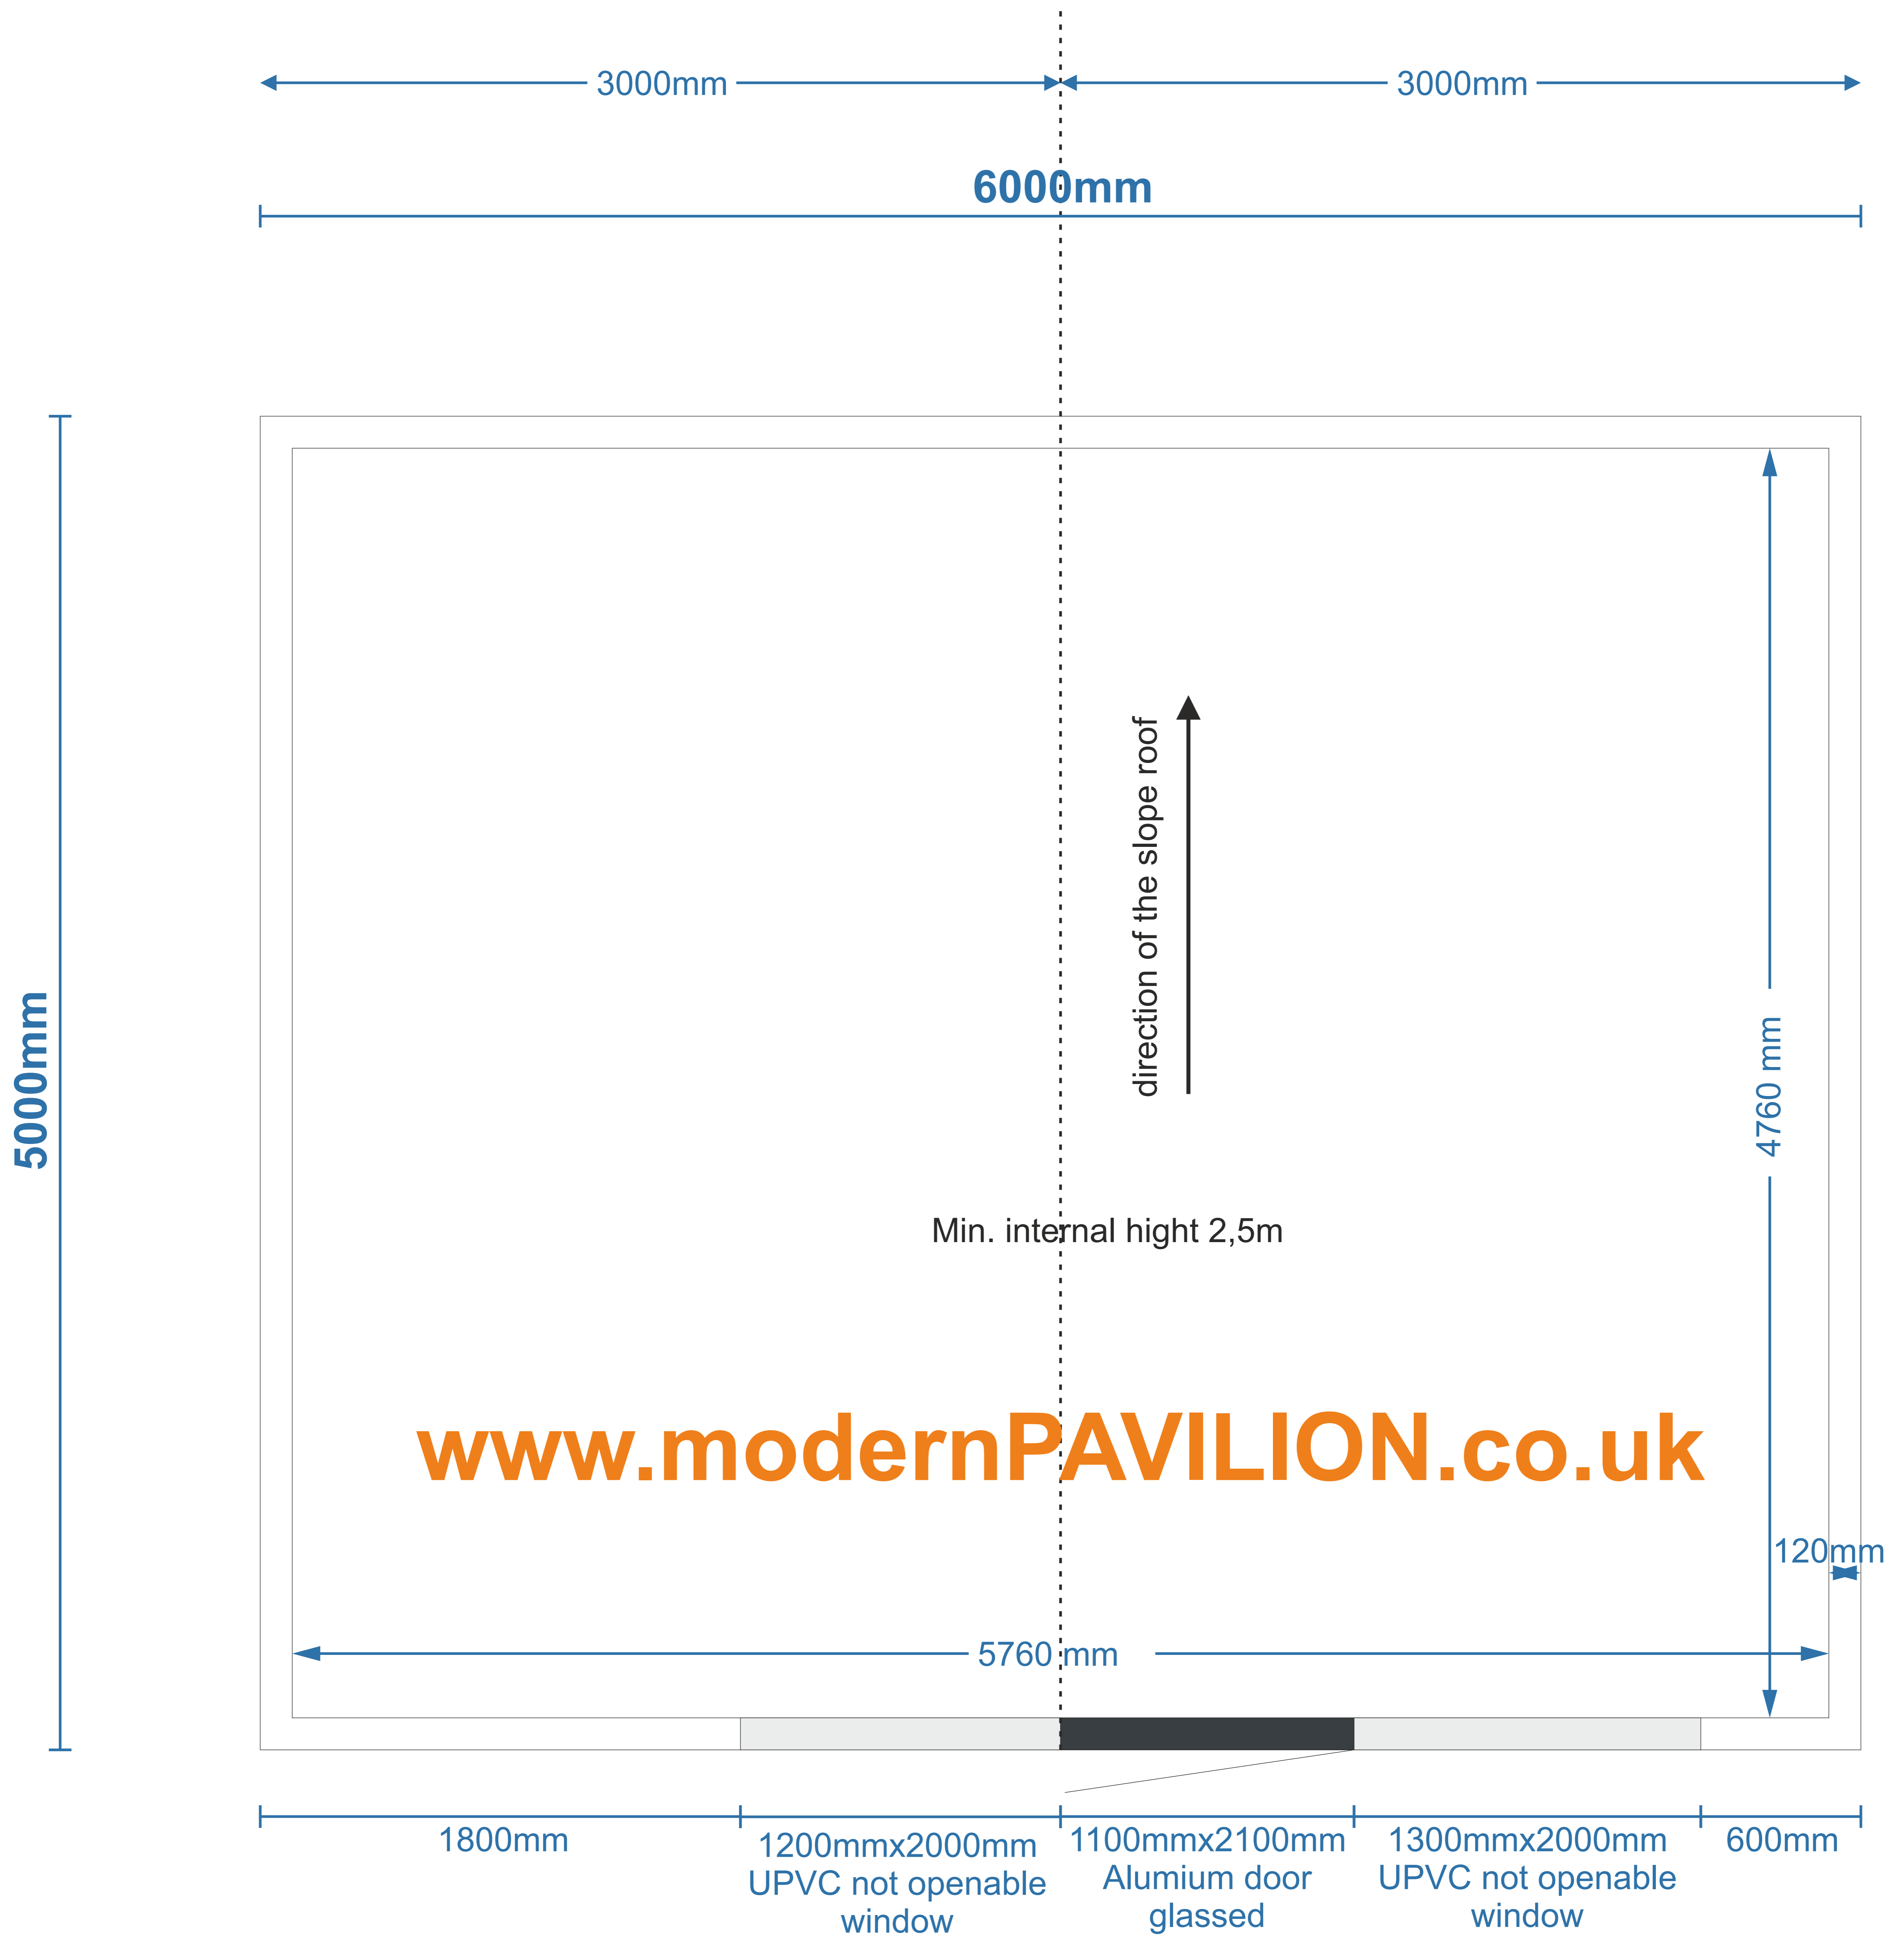 3000mm
3000mm
6000mm
5000mm
direction of the slope roof
4760 mm
Min. internal hight 2,5m
www.modernPAVILION.co.uk
120mm
5760 mm
1800mm
1200mmx2000mm
UPVC not openable
window
1100mmx2100mm
Alumium door
glassed
1300mmx2000mm
UPVC not openable
window
600mm